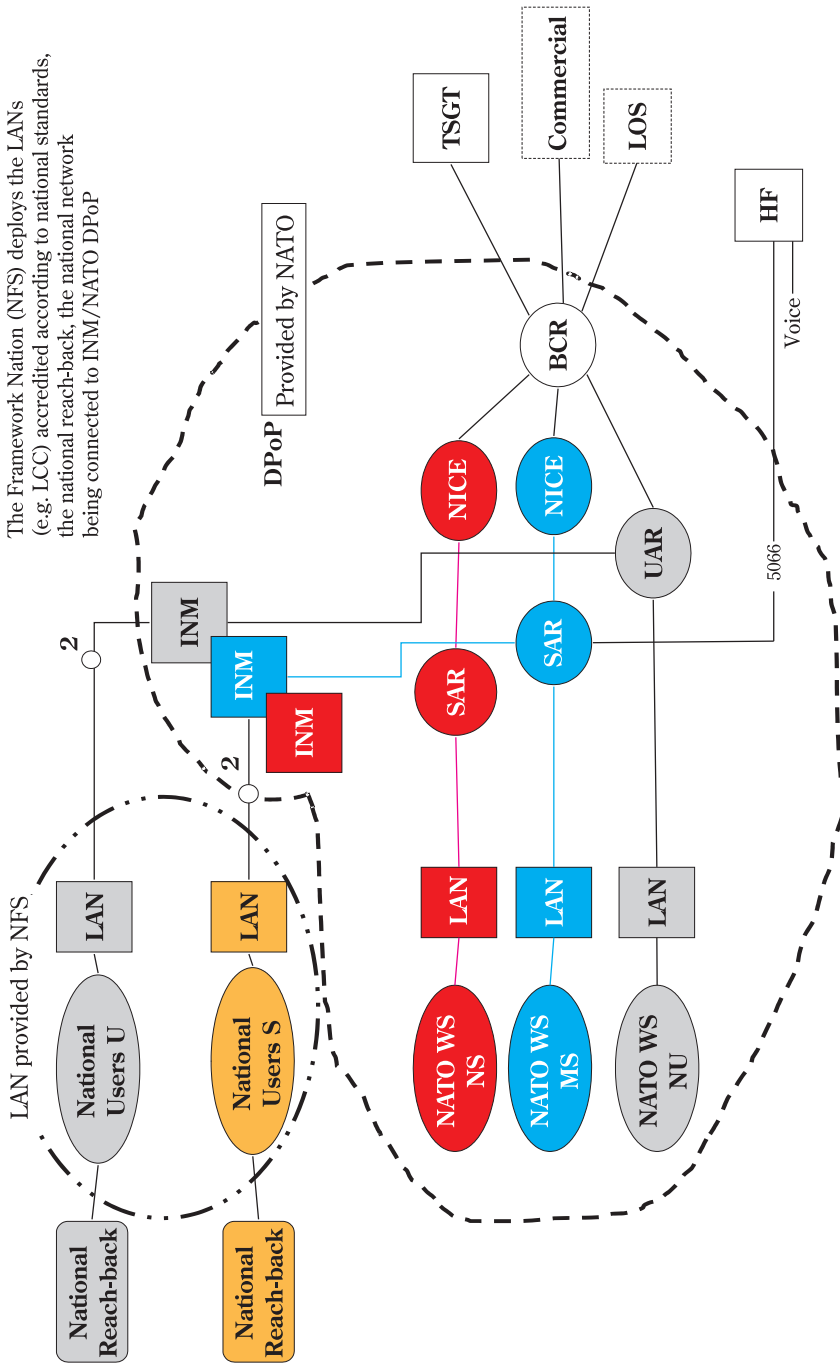 The Framework Nation (NFS) deploys the LANs
(e.g. LCC) accredited according to national standards,
the national reach-back, the national network
being connected to INM/NATO DPoP
LAN provided by NFS
National
Reach-back
National
Users U
LAN
2
INM
DPoP
Provided by NATO
National
Reach-back
National
Users S
LAN
2
INM
INM
NATO WS
NS
LAN
SAR
NICE
TSGT
NATO WS
MS
LAN
SAR
NICE
BCR
Commercial
NATO WS
NU
LAN
UAR
LOS
5066
Voice
HF